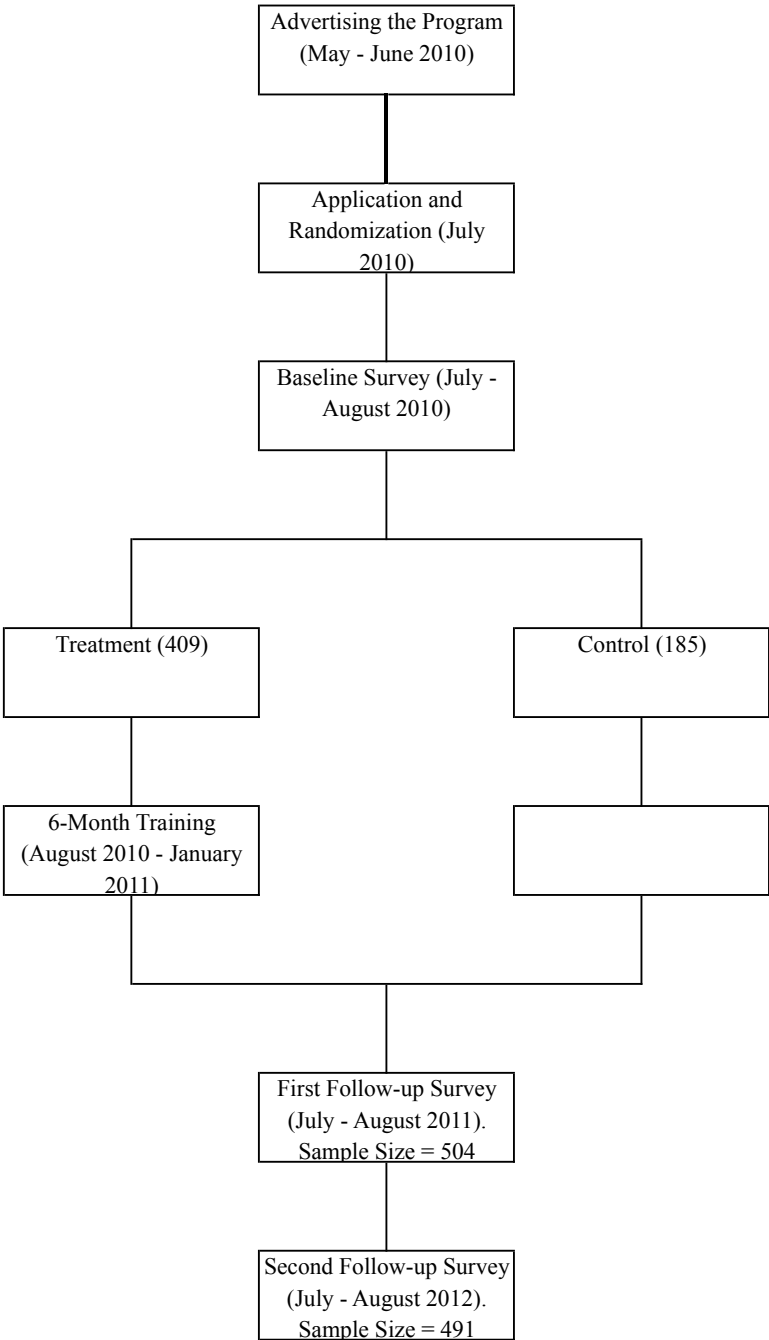 Advertising the Program
(May - June 2010)
Application and
Randomization (July
2010)
Baseline Survey (July -
August 2010)
Treatment (409)
Control (185)
6-Month Training
(August 2010 - January
2011)
First Follow-up Survey
(July - August 2011).
Sample Size = 504
Second Follow-up Survey
(July - August 2012).
Sample Size = 491